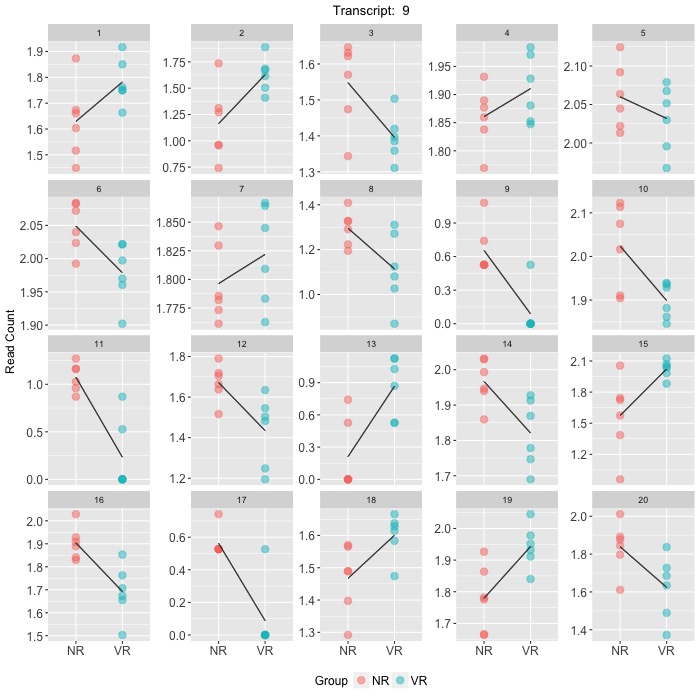 Transcript: 9
1 2 3 4 5
1.9 1.8 1.7 1.6 1.5
1.75 1.50 1.25 1.00 0.75
1.6 1.5 1.4 1.3
1.95 1.90 1.85 1.80
2.10 2.05 2.00
6 7 8 9 10
2.05 2.00 1.95 1.90
1.850 1.825 1.800 1.775
1.4 1.2 1.0
0.9 0.6 0.3 0.0
2.1 2.0 1.9
Read Count
11 12 13 14 15
1.0 0.5 0.0
1.8 1.6 1.4 1.2
0.9 0.6 0.3 0.0
2.0 1.9 1.8 1.7
2.1 1.8 1.5 1.2
16 17 18 19 20
2.0 1.9 1.8 1.7 1.6 1.5
0.6 0.4 0.2 0.0
1.6 1.5 1.4 1.3
2.0 1.9 1.8 1.7
2.0 1.8 1.6 1.4
NR VR NR VR NR VR NR VR NR VR
Group NR VR